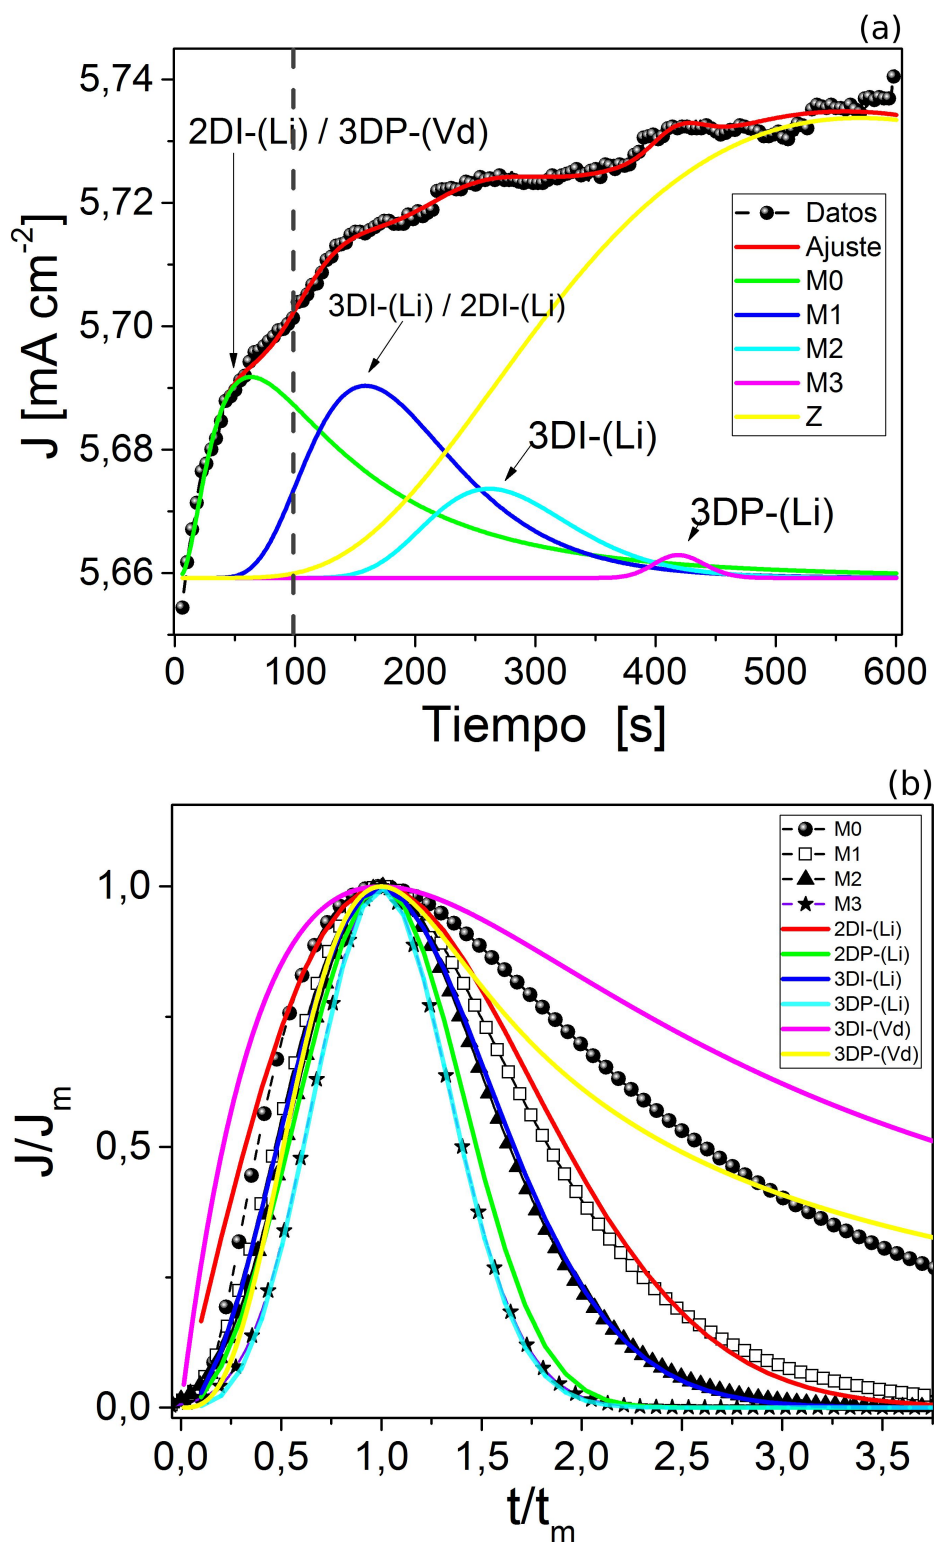 (a)
5,74
5,72
5,70
5,68
5,66
J [mA cm-2]
2DI-(Li) / 3DP-(Vd)
3DI-(Li) / 2DI-(Li)
3DI-(Li)
3DP-(Li)
Datos
Ajuste
M0
M1
M2
M3
Z
0 100 200 300 400 500 600
Tiempo [s]
(b)
1,0
0,5
0,0
J/Jm
M0
M1
M2
M3
2DI-(Li)
2DP-(Li)
3DI-(Li)
3DP-(Li)
3DI-(Vd)
3DP-(Vd)
0,0 0,5 1,0 1,5 2,0 2,5 3,0 3,5
t/tm